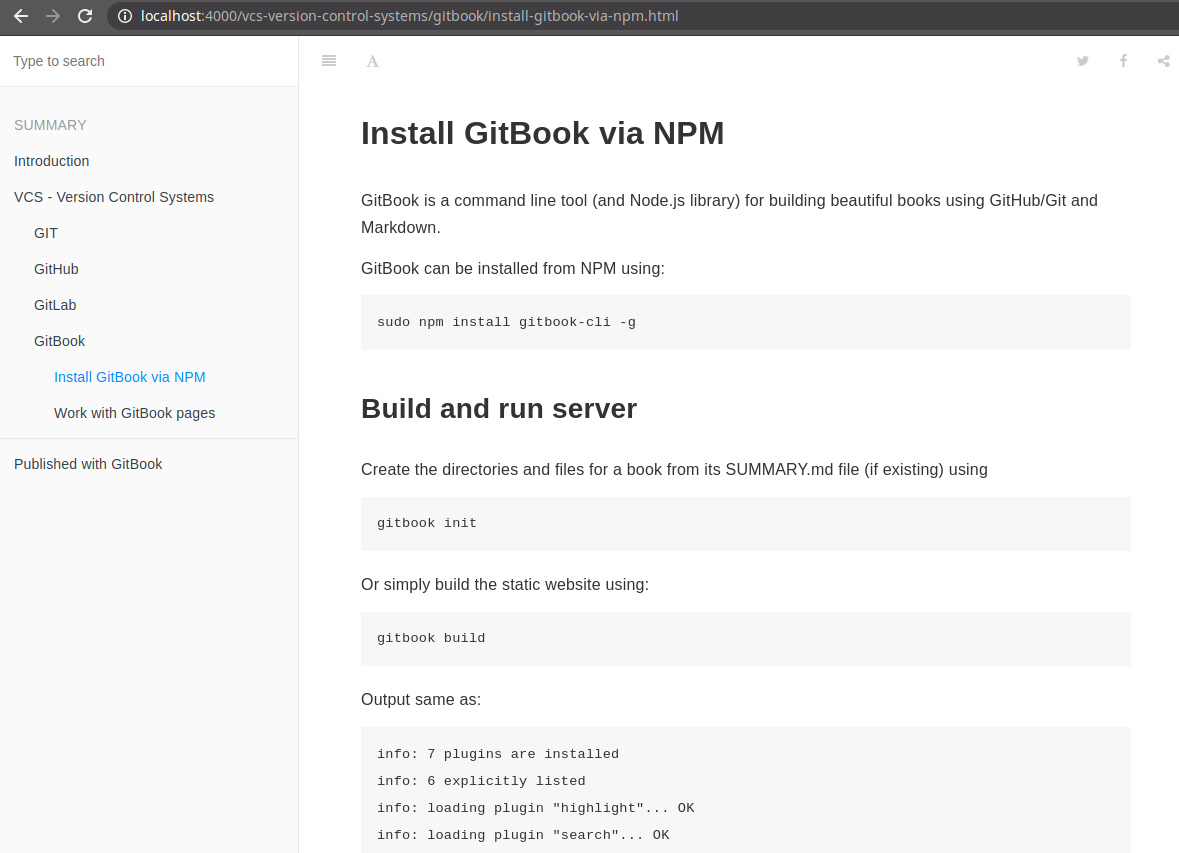 localhost:4000/vcs-version-control-systems/gitbook/install-gitbook-via-npm.html
Type to search
A
SUMMARY
Introduction
VCS - Version Control Systems
GIT
GitHub
GitLab
GitBook
Install GitBook via NPM
Work with GitBook pages
Published with GitBook
Install GitBook via NPM
GitBook is a command line tool (and Node.js library) for building beautiful books using GitHub/Git and
Markdown.
GitBook can be installed from NPM using:
sudo npm install gitbook-cli -g
Build and run server
Create the directories and files for a book from its SUMMARY.md file (if existing) using
gitbook init
Or simply build the static website using:
gitbook build
Output same as:
info: 7 plugins are installed
info: 6 explicitly listed
info: loading plugin "highlight"... OK
info: loading plugin "search"... OK